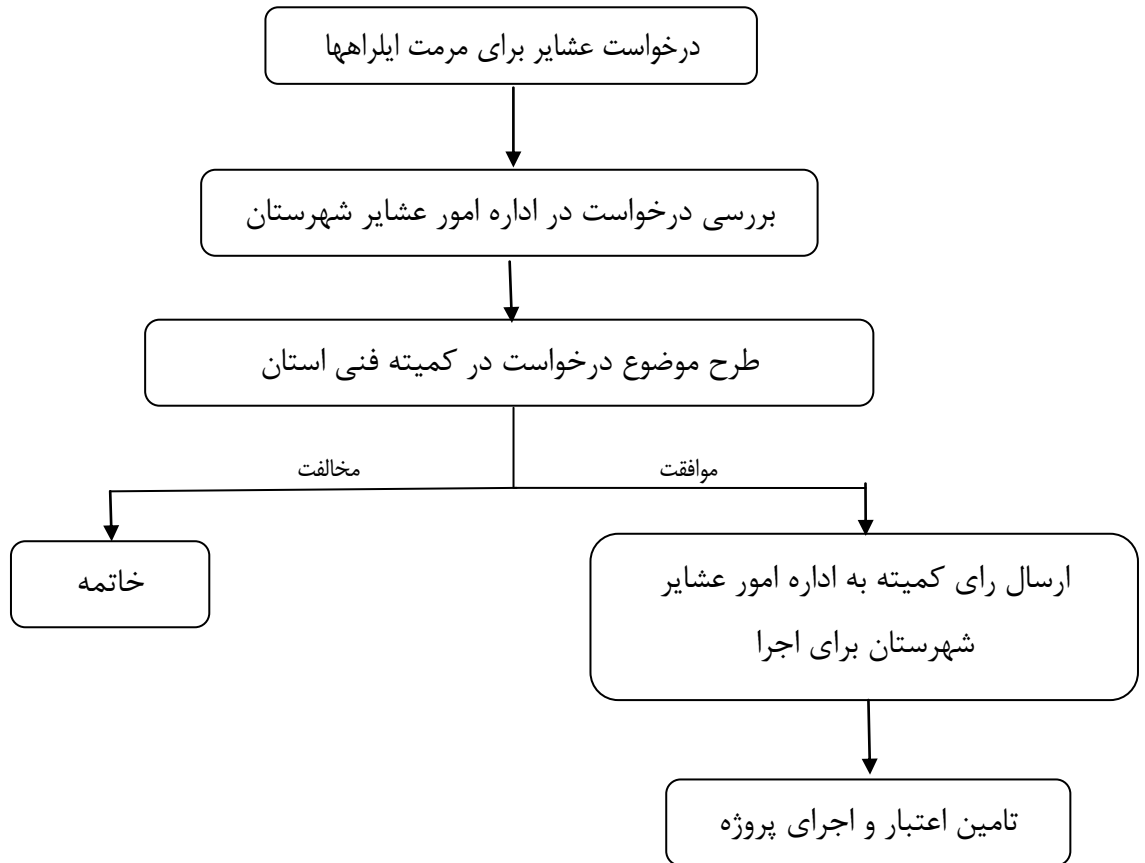 درخواست عشایر برای مرمت ایلراهها
بررسی درخواست در اداره امور عشایر شهرستان
طرح موضوع درخواست در کمیته فنی استان
موافقت
مخالفت
ارسال رای کمیته به اداره امور عشایر
شهرستان برای اجرا
خاتمه
تامین اعتبار و اجرای پروژه